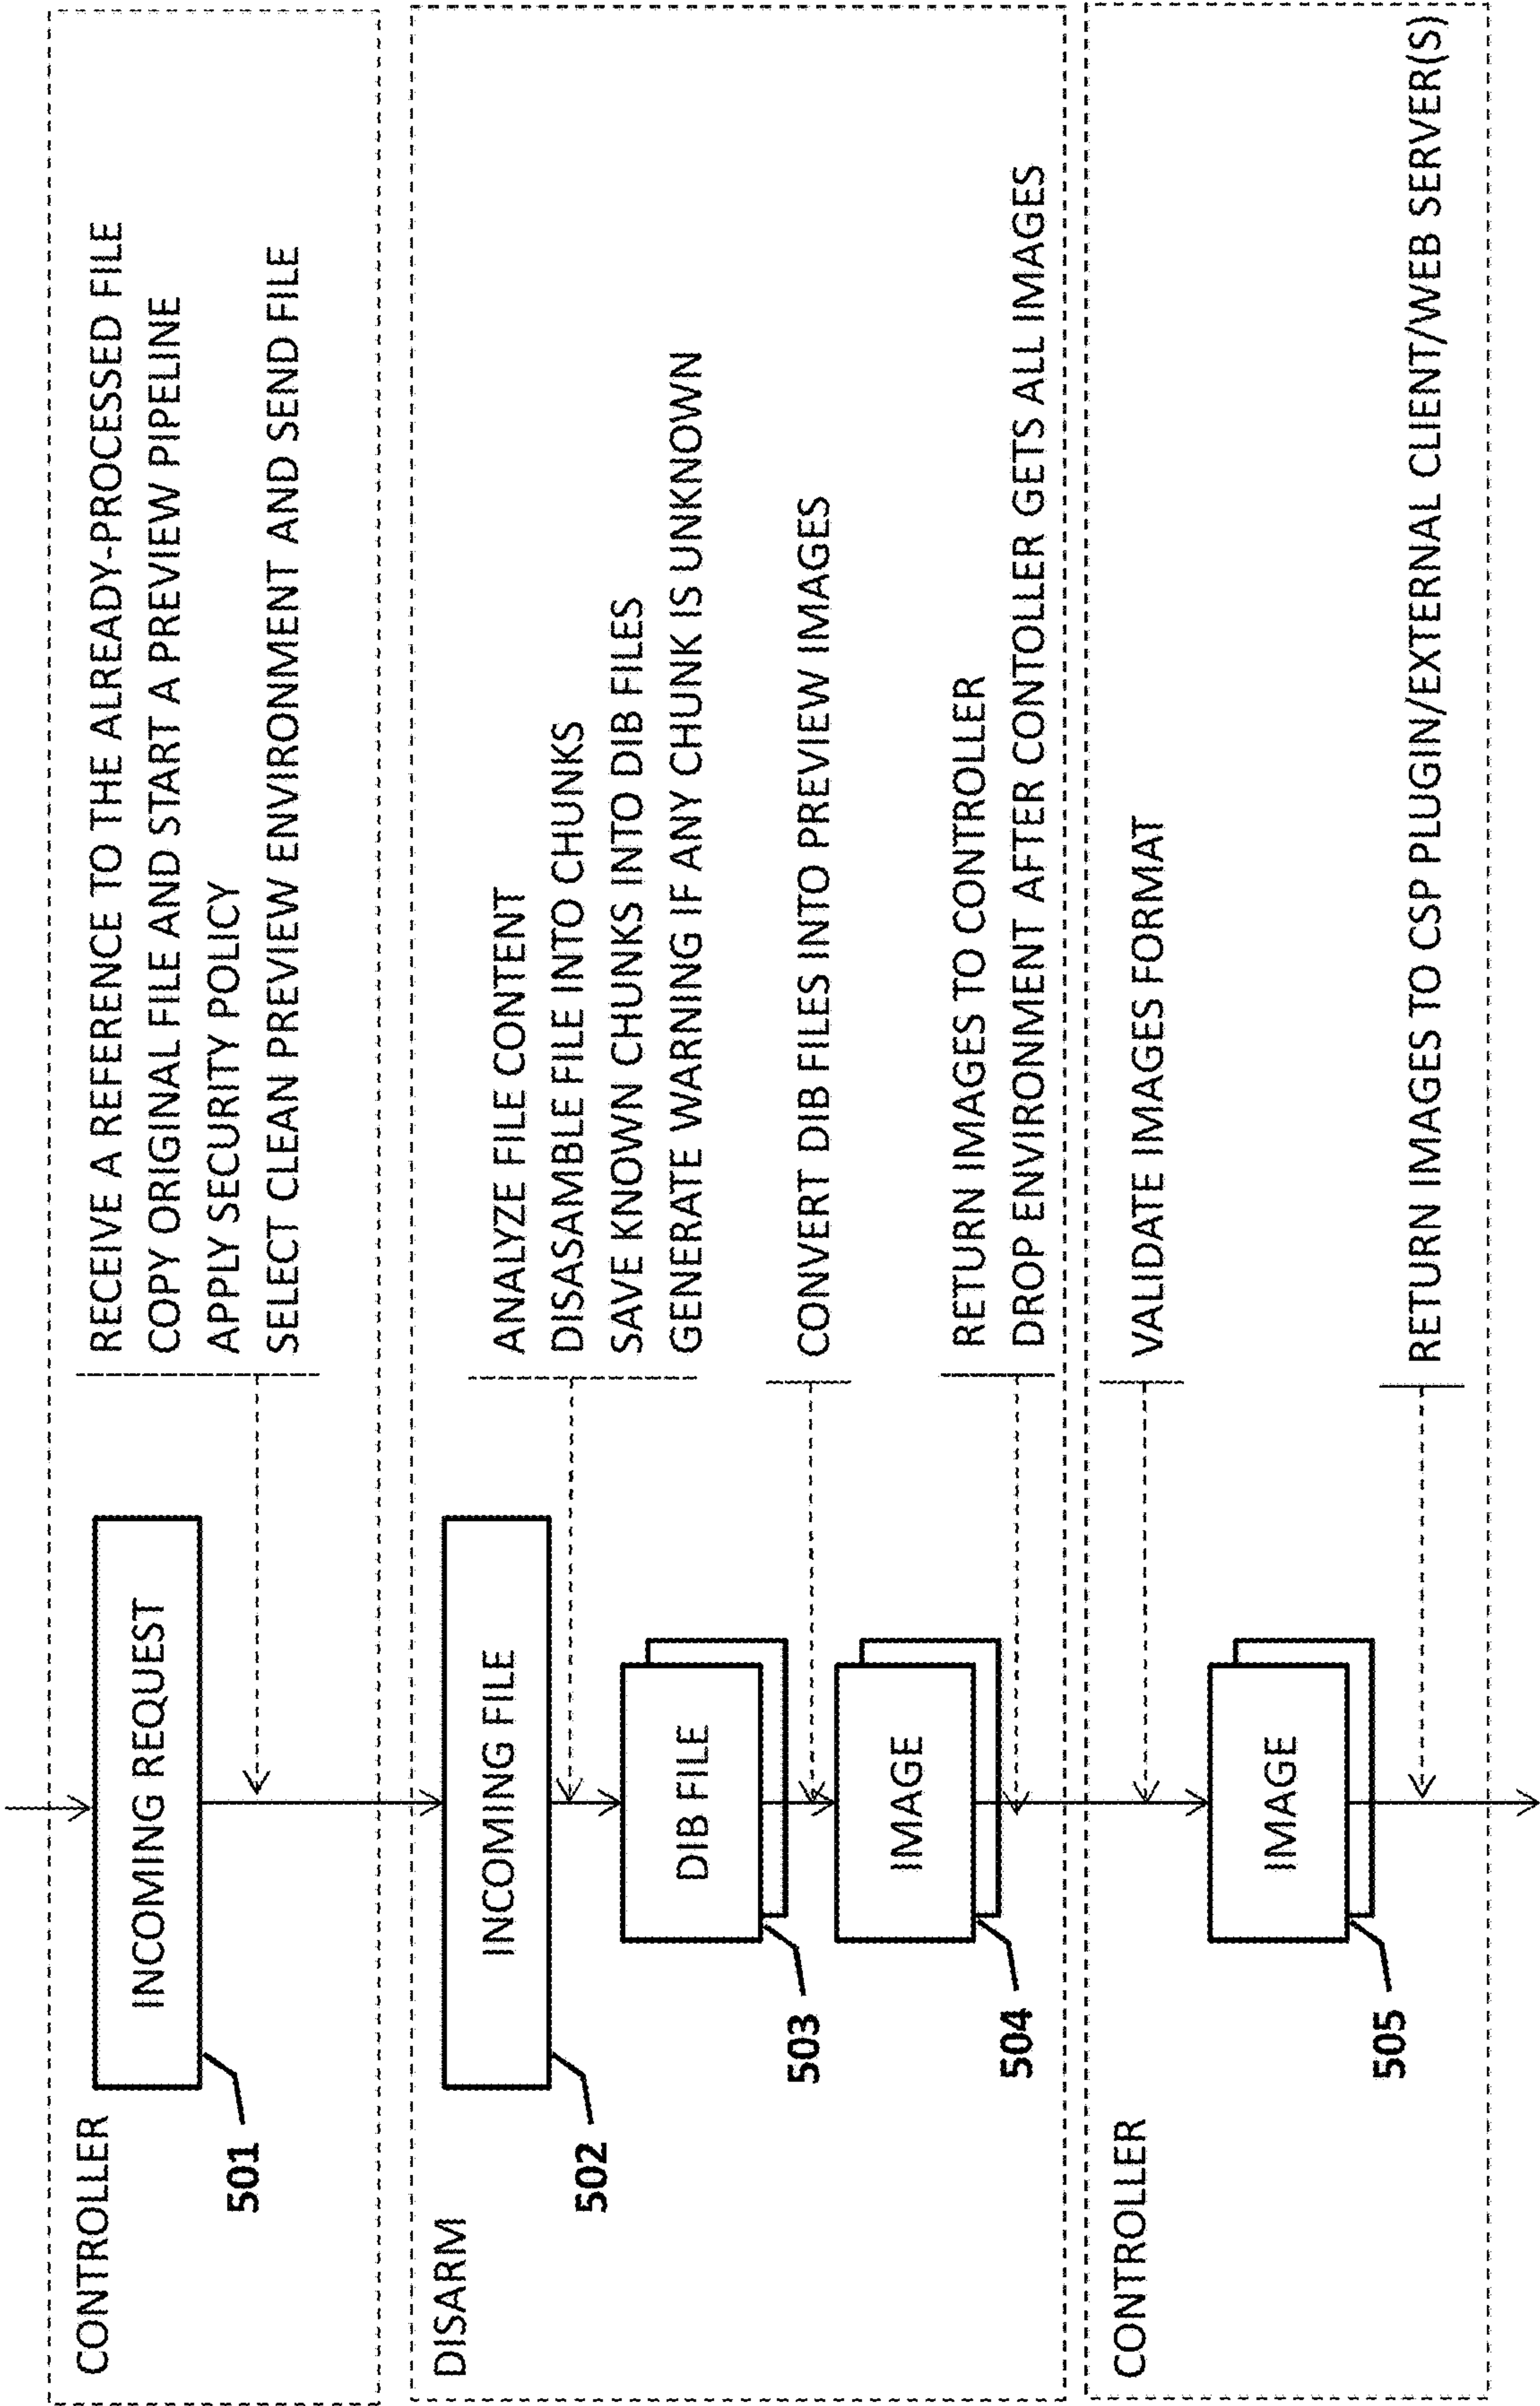 CONTROLLER
INCOMING REQUEST
501
RECEIVE A REFERENCE TO THE ALREADY-PROCESSED FILE
COPY ORIGINAL FILE AND START A PREVIEW PIPELINE
APPLY SECURITY POLICY
SELECT CLEAN PREVIEW ENVIRONMENT AND SEND FILE
DISARM
INCOMING FILE
502
ANALYZE FILE CONTENT
DISASAMBLE FILE INTO CHUNKS
SAVE KNOWN CHUNKS INTO DIB FILES
GENERATE WARNING IF ANY CHUNK IS UNKNOWN
DIB FILE
503
CONVERT DIB FILES INTO PREVIEW IMAGES
IMAGE
504
RETURN IMAGES TO CONTROLLER
DROP ENVIRONMENT AFTER CONTOLLER GETS ALL IMAGES
CONTROLLER
VALIDATE IMAGES FORMAT
IMAGE
505
RETURN IMAGES TO CSP PLUGIN/EXTERNAL CLIENT/WEB SERVER(S)